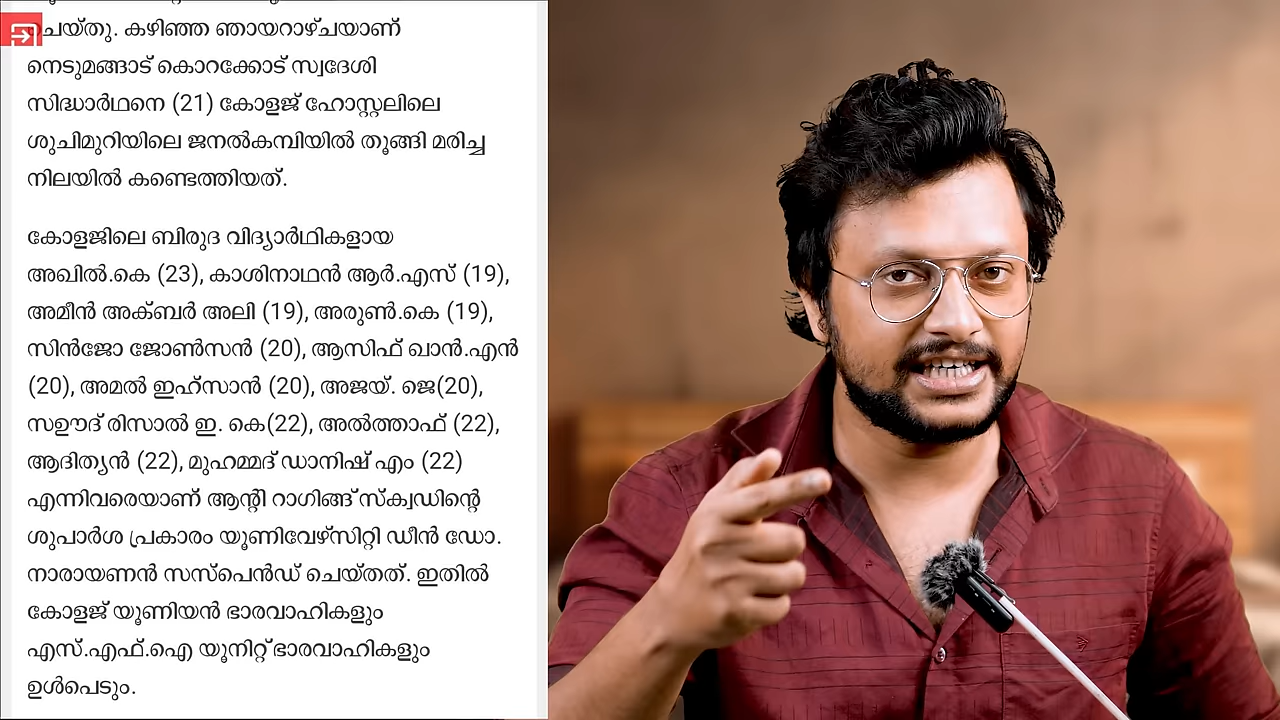 ചെയ്തു. കഴിഞ്ഞ ഞായറാഴ്ചയാണ്
നെടുമങ്ങാട് കൊറക്കോട് സ്വദേശി
സിദ്ധാർഥനെ (21) കോളജ് ഹോസ്റ്റലിലെ
ശുചിമുറിയിലെ ജനൽകമ്പിയിൽ തൂങ്ങി മരിച്ച
നിലയിൽ കണ്ടെത്തിയത്.
കോളജിലെ ബിരുദ വിദ്യാർഥികളായ
അഖിൽ.കെ (23), കാശിനാഥൻ ആർ.എസ് (19),
അമീൻ അക്ബർ അലി (19), അരുൺ.കെ (19),
സിൻജോ ജോൺസൻ (20), ആസിഫ് ഖാൻ.എൻ
(20), അമൽ ഇഹ്സാൻ (20), അജയ്. ജെ(20),
സഊദ് രിസാൽ ഇ. കെ(22), അൽത്താഫ് (22),
ആദിത്യൻ (22), മുഹമ്മദ് ഡാനിഷ് എം (22)
എന്നിവരെയാണ് ആന്റി റാഗിങ്ങ് സ്ക്വഡിന്റെ
ശുപാർശ പ്രകാരം യൂണിവേഴ്സിറ്റി ഡീൻ ഡോ.
നാരായണൻ സസ്പെൻഡ് ചെയ്തത്. ഇതിൽ
കോളജ് യൂണിയൻ ഭാരവാഹികളും
എസ്.എഫ്.ഐ യൂനിറ്റ് ഭാരവാഹികളും
ഉൾപെടും.